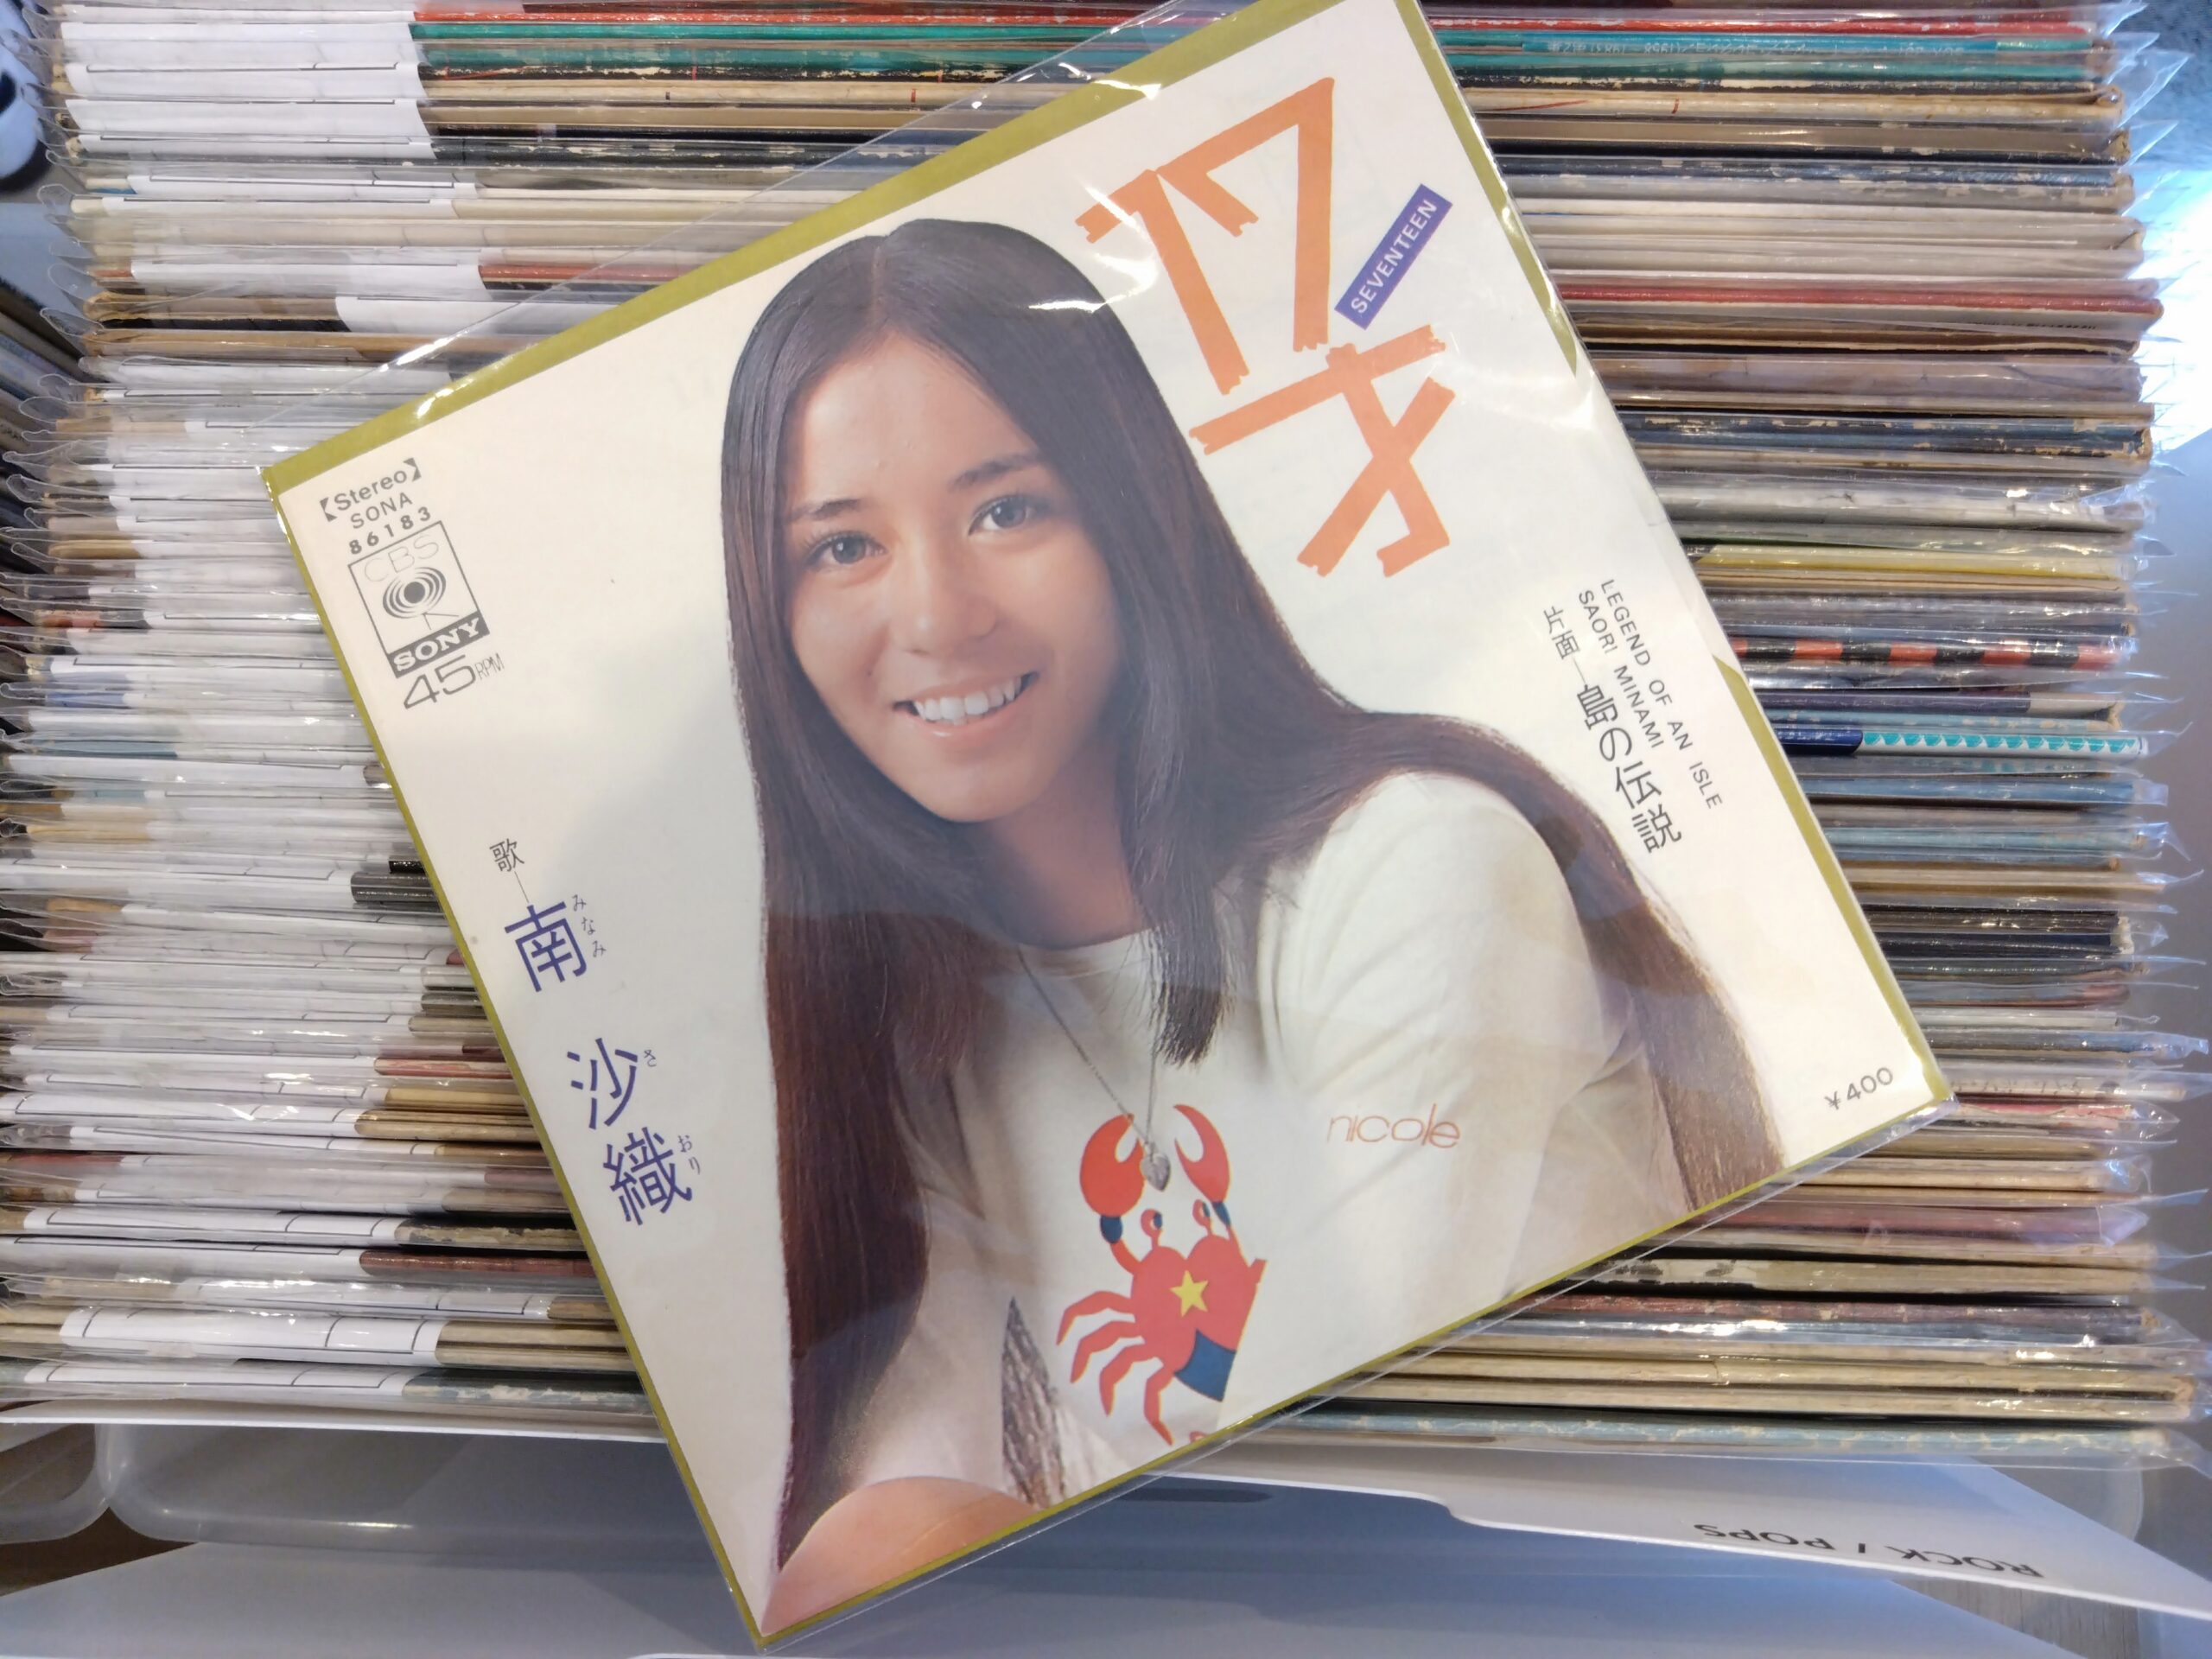 17才
SEVENTEEN
【Stereo】
SONA
86183
CBS
SONY
45RPM
LEGEND OF AN ISLE
SAORI MINAMI
片面—島の伝説
歌—南 沙織
みなみ さ おり
nicole
¥400
ROCK / POPS